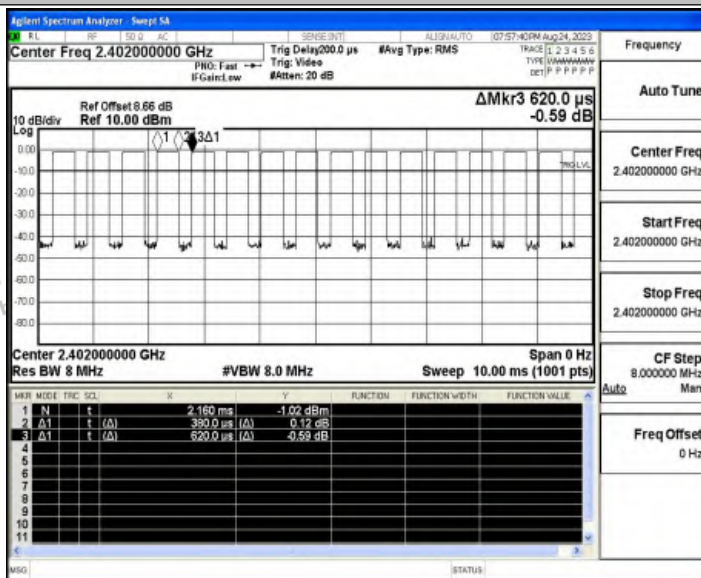 Agilent Spectrum Analyzer - Swept SA
RL RF 50 Ω AC SENSE:INT ALIGNAUTO 07:57:40PM Aug 24, 2023
Center Freq 2.402000000 GHz
PNO: Fast
IFGain:Low
Trig Delay200.0 µs
Trig: Video
#Atten: 20 dB
#Avg Type: RMS
TRACE 1 2 3 4 5 6
TYPE
DET P P P P P P
Ref Offset 8.66 dB
Ref 10.00 dBm
ΔMkr3 620.0 µs
-0.59 dB
10 dB/div
Log
1 2 3Δ1
TRIG LVL
0.00
-10.0
-20.0
-30.0
-40.0
-50.0
-60.0
-70.0
-80.0
Center 2.402000000 GHz Span 0 Hz
Res BW 8 MHz #VBW 8.0 MHz Sweep 10.00 ms (1001 pts)
MKR MODE TRC SCL X Y FUNCTION FUNCTION WIDTH FUNCTION VALUE
1 N t 2.160 ms -1.02 dBm
2 Δ1 t (Δ) 380.0 µs (Δ) 0.12 dB
3 Δ1 t (Δ) 620.0 µs (Δ) -0.59 dB
4
5
6
7
8
9
10
11
MSG STATUS
Frequency
Auto Tune
Center Freq
2.402000000 GHz
Start Freq
2.402000000 GHz
Stop Freq
2.402000000 GHz
CF Step
8.000000 MHz
Auto Man
Freq Offset
0 Hz